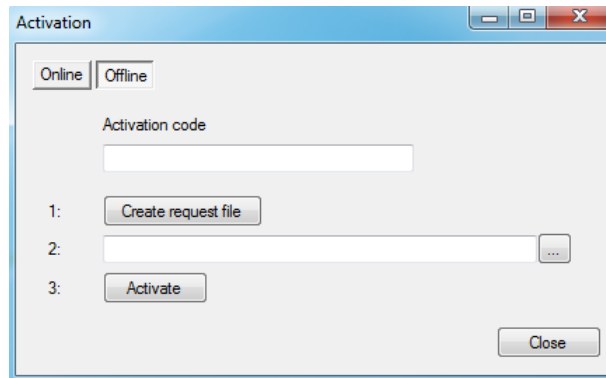 Activation
Online Offline
Activation code
1: Create request file
2: ...
3: Activate
Close